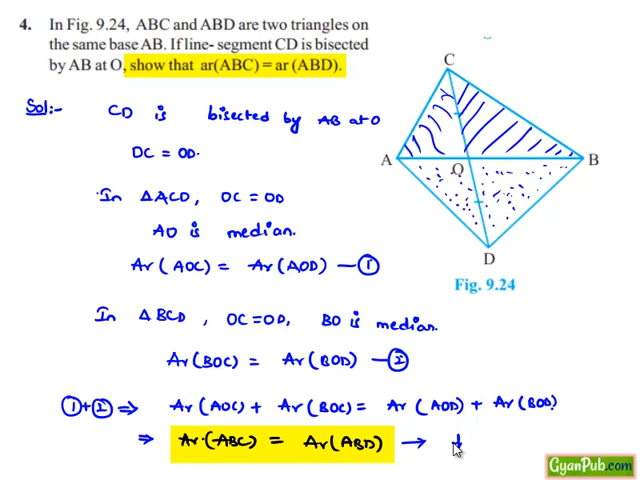 4. In Fig. 9.24, ABC and ABD are two triangles on
the same base AB. If line- segment CD is bisected
by AB at O, show that ar(ABC) = ar (ABD).
C
A
O
B
D
Fig. 9.24
Sol:- CD is bisected by AB at O
OC = OD.
In △ACD, OC = OD
AO is median.
Ar(AOC) = Ar(AOD) — ①
In △BCD, OC=OD, BO is median.
Ar(BOC) = Ar(BOD) — ②
①+② ⇒ Ar(AOC) + Ar(BOC) = Ar(AOD) + Ar(BOD)
⇒ Ar(ABC) = Ar(ABD) →
GyanPub.com